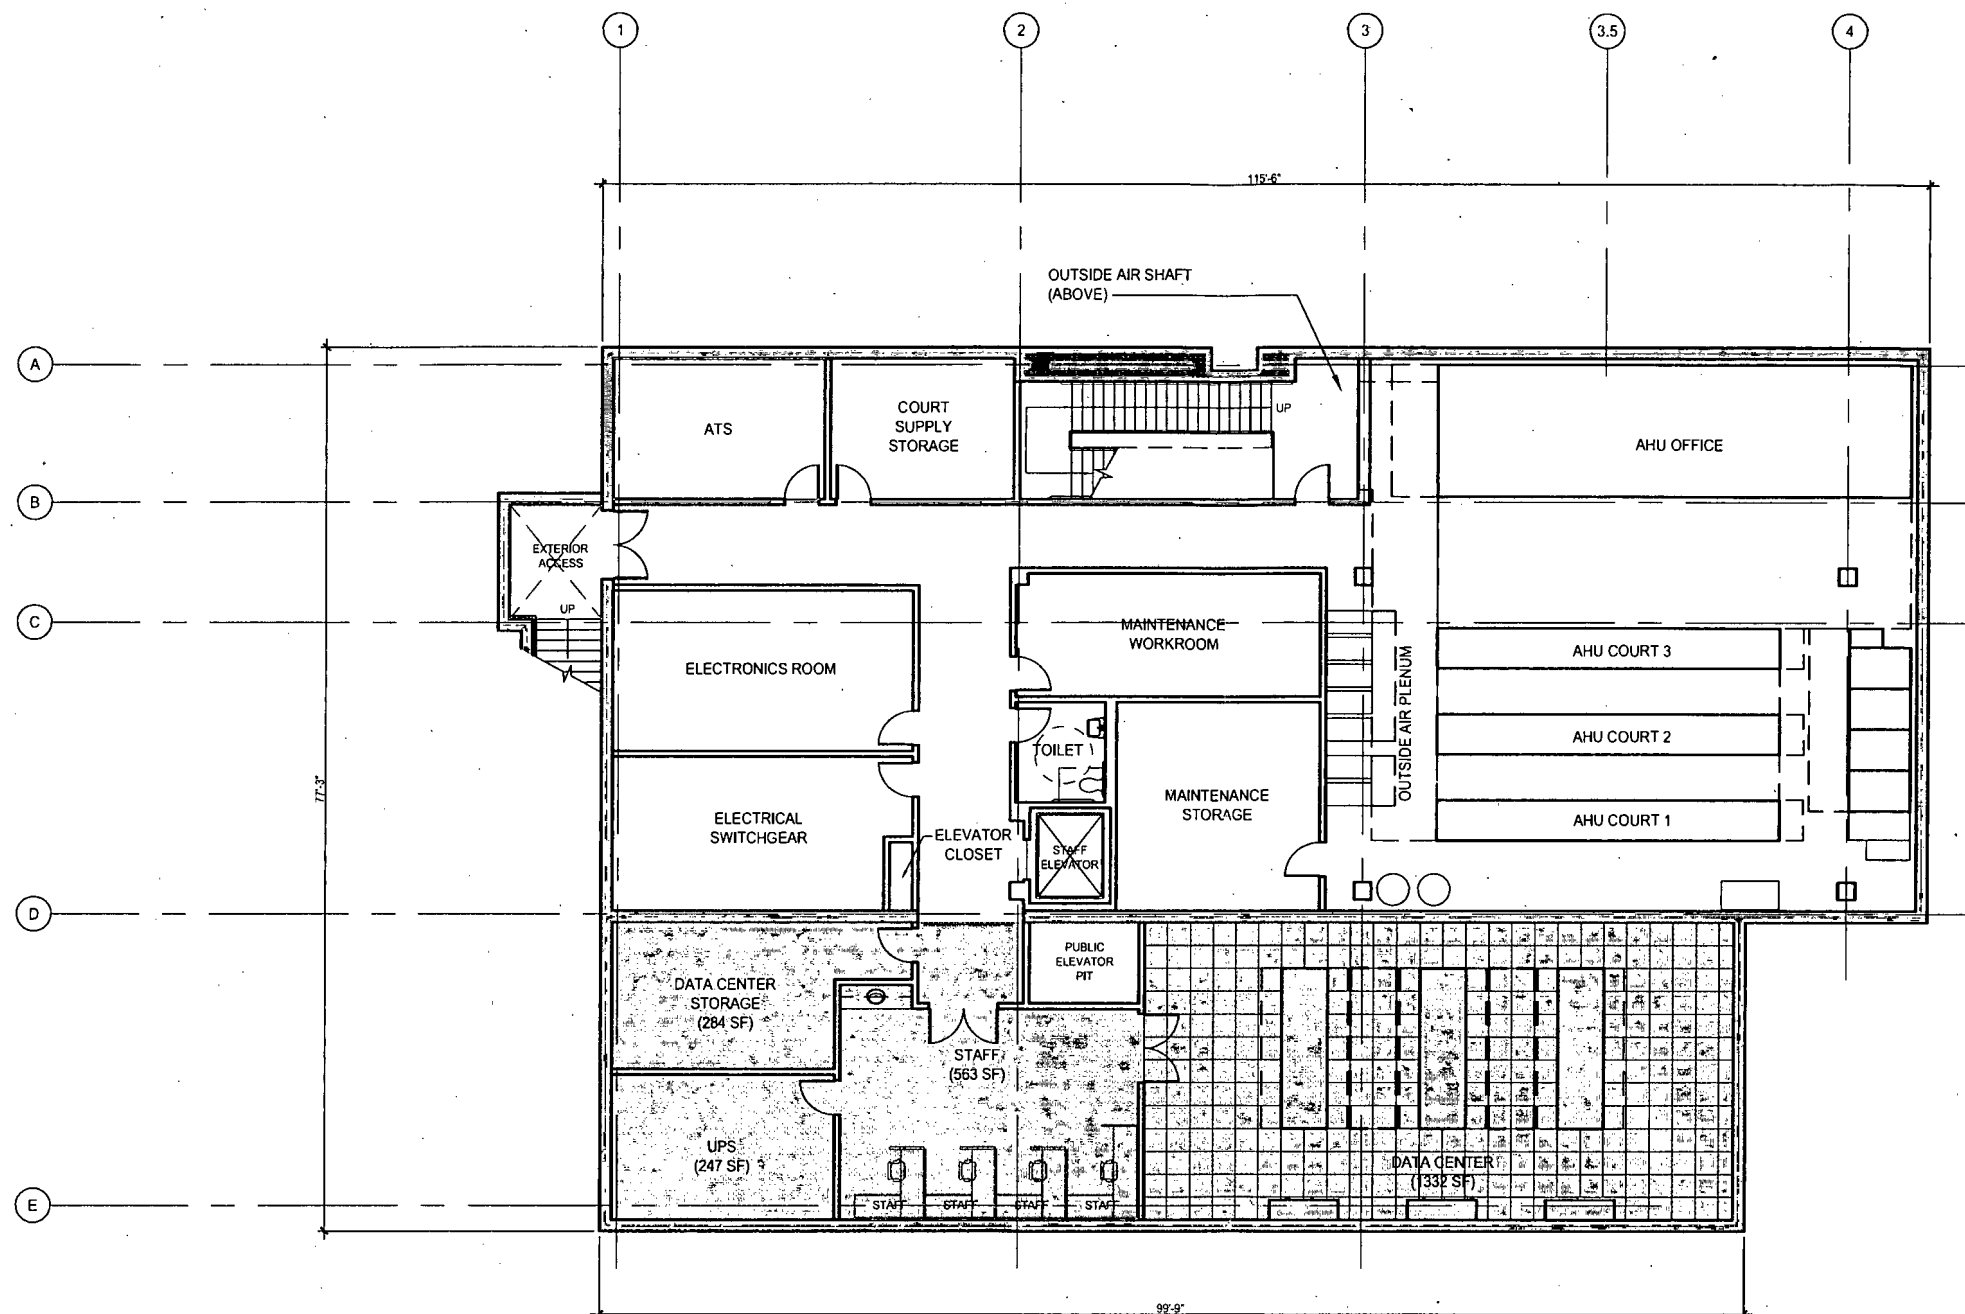 1
2
3
3.5
4
115'-6"
OUTSIDE AIR SHAFT
(ABOVE)
A
COURT
SUPPLY
STORAGE
ATS
UP
AHU OFFICE
B
EXTERIOR
ACCESS
UP
C
MAINTENANCE
WORKROOM
ELECTRONICS ROOM
AHU COURT 3
OUTSIDE AIR PLENUM
AHU COURT 2
TOILET
77'-3"
MAINTENANCE
STORAGE
ELECTRICAL
SWITCHGEAR
AHU COURT 1
ELEVATOR
CLOSET
STAFF
ELEVATOR
D
PUBLIC
ELEVATOR
PIT
DATA CENTER
STORAGE
(284 SF)
STAFF
(563 SF)
UPS
(247 SF)
DATA CENTER
(1332 SF)
E
STAFF
STAFF
STAFF
STAFF
99'-9"